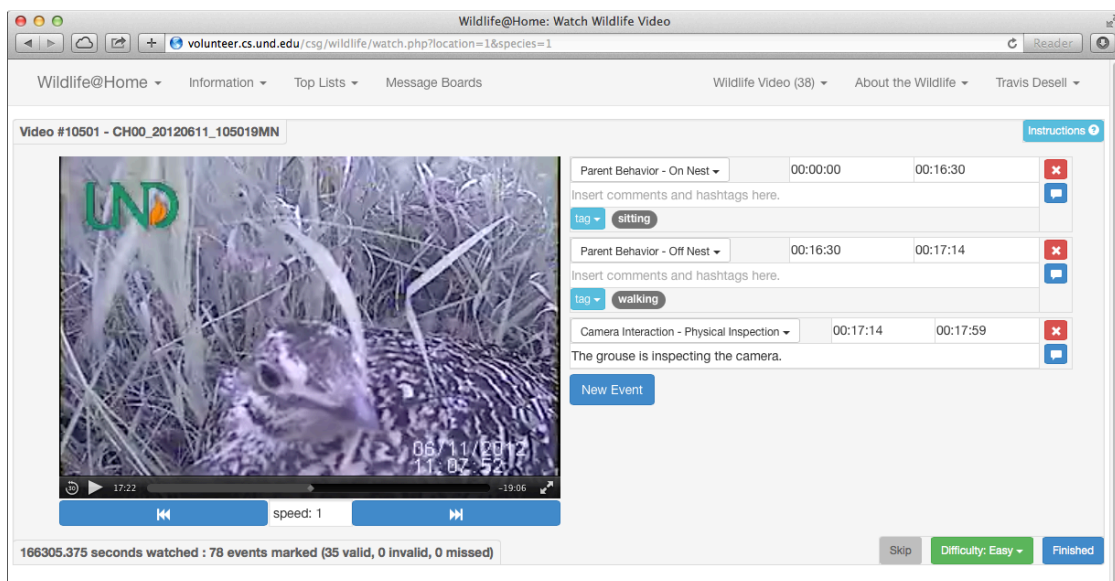 Wildlife@Home: Watch Wildlife Video
volunteer.cs.und.edu/csg/wildlife/watch.php?location=1&species=1
Reader
Wildlife@Home Information Top Lists Message Boards Wildlife Video (38) About the Wildlife Travis Desell
Video #10501 - CH00_20120611_105019MN
Instructions
UND
06/11/2012
11:07:52
17:22 -19:06
speed: 1
Parent Behavior - On Nest 00:00:00 00:16:30
Insert comments and hashtags here.
tag sitting
Parent Behavior - Off Nest 00:16:30 00:17:14
Insert comments and hashtags here.
tag walking
Camera Interaction - Physical Inspection 00:17:14 00:17:59
The grouse is inspecting the camera.
New Event
166305.375 seconds watched : 78 events marked (35 valid, 0 invalid, 0 missed)
Skip Difficulty: Easy Finished